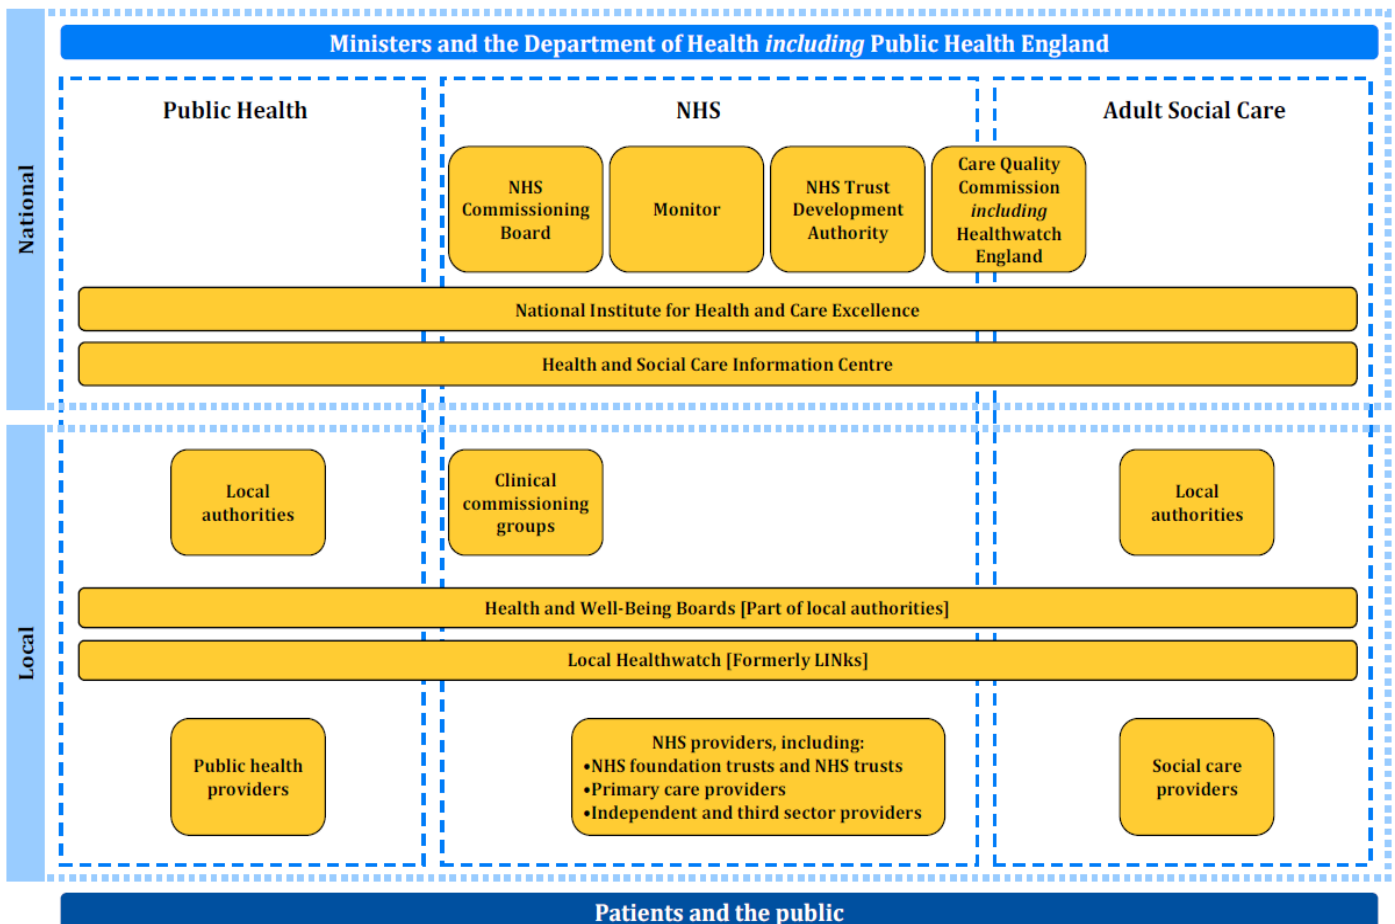 Ministers and the Department of Health including Public Health England
National
Public Health
NHS
Adult Social Care
NHS
Commissioning
Board
Monitor
NHS Trust
Development
Authority
Care Quality
Commission
including
Healthwatch
England
National Institute for Health and Care Excellence
Health and Social Care Information Centre
Local
Local
authorities
Clinical
commissioning
groups
Local
authorities
Health and Well-Being Boards [Part of local authorities]
Local Healthwatch [Formerly LINks]
Public health
providers
NHS providers, including:
•NHS foundation trusts and NHS trusts
•Primary care providers
•Independent and third sector providers
Social care
providers
Patients and the public